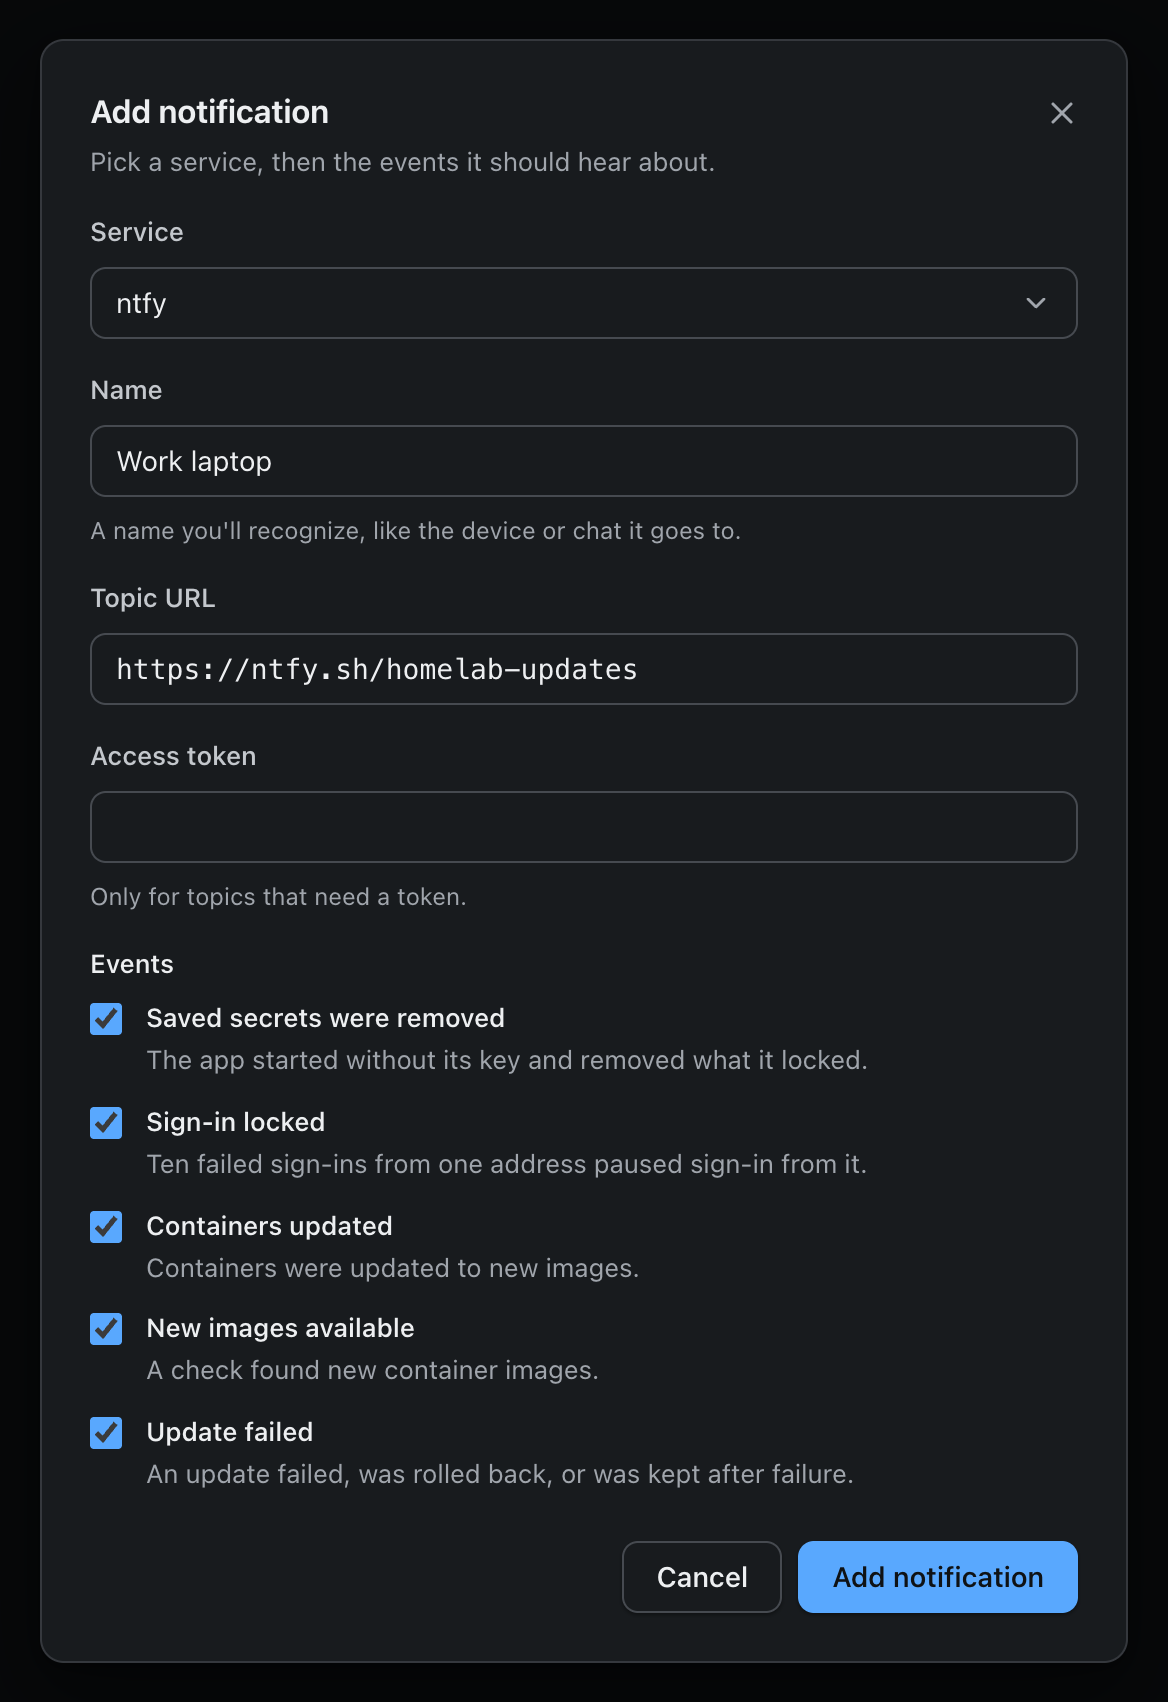 Add notification
Pick a service, then the events it should hear about.
Service
ntfy
Name
Work laptop
A name you'll recognize, like the device or chat it goes to.
Topic URL
https://ntfy.sh/homelab-updates
Access token
Only for topics that need a token.
Events
Saved secrets were removed
The app started without its key and removed what it locked.
Sign-in locked
Ten failed sign-ins from one address paused sign-in from it.
Containers updated
Containers were updated to new images.
New images available
A check found new container images.
Update failed
An update failed, was rolled back, or was kept after failure.
Cancel
Add notification